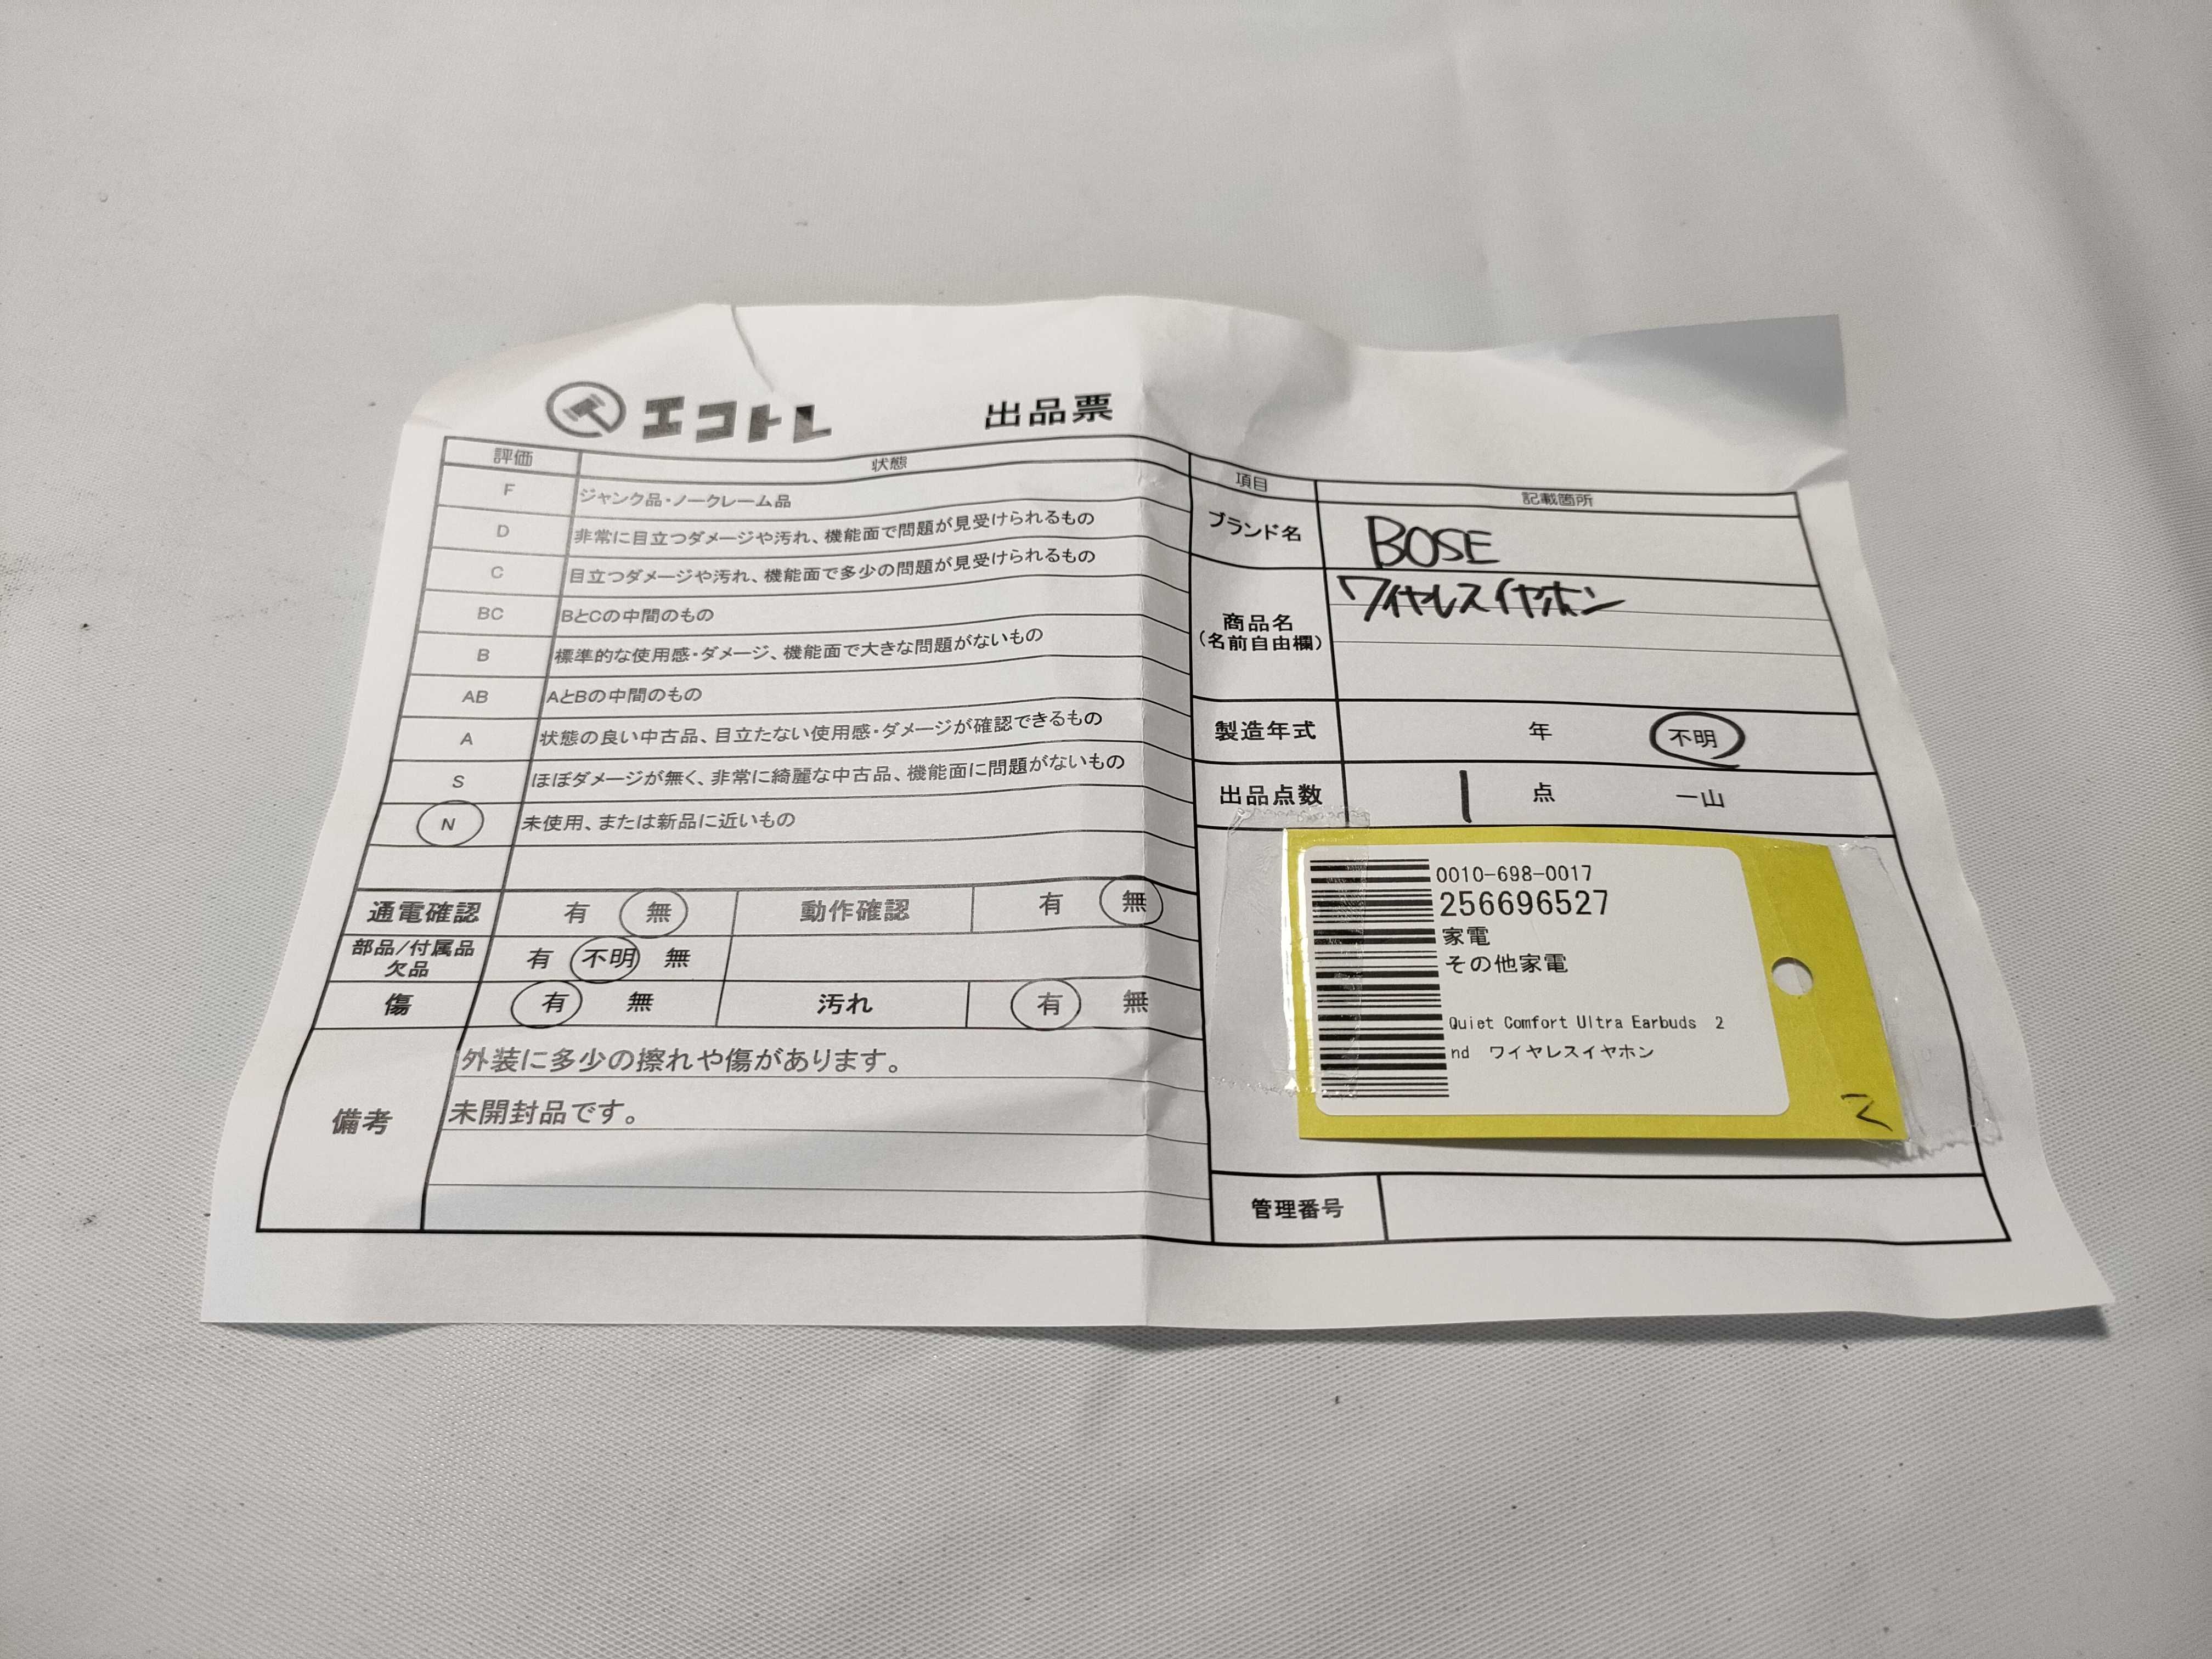 エコトレ 出品票
評価 状態
F ジャンク品・ノークレーム品
D 非常に目立つダメージや汚れ、機能面で問題が見受けられるもの
C 目立つダメージや汚れ、機能面で多少の問題が見受けられるもの
BC BとCの中間のもの
B 標準的な使用感・ダメージ、機能面で大きな問題がないもの
AB AとBの中間のもの
A 状態の良い中古品、目立たない使用感・ダメージが確認できるもの
S ほぼダメージが無く、非常に綺麗な中古品、機能面に問題がないもの
N 未使用、または新品に近いもの
通電確認 有 無 動作確認 有 無
部品/付属品
欠品 有 不明 無
傷 有 無 汚れ 有 無
備考 外装に多少の擦れや傷があります。
未開封品です。
項目 記載箇所
ブランド名 BOSE
商品名
(名前自由欄) ワイヤレスイヤホン
製造年式 年 不明
出品点数 1 点 一山
0010-698-0017
256696527
家電
その他家電
Quiet Comfort Ultra Earbuds 2
nd ワイヤレスイヤホン
管理番号